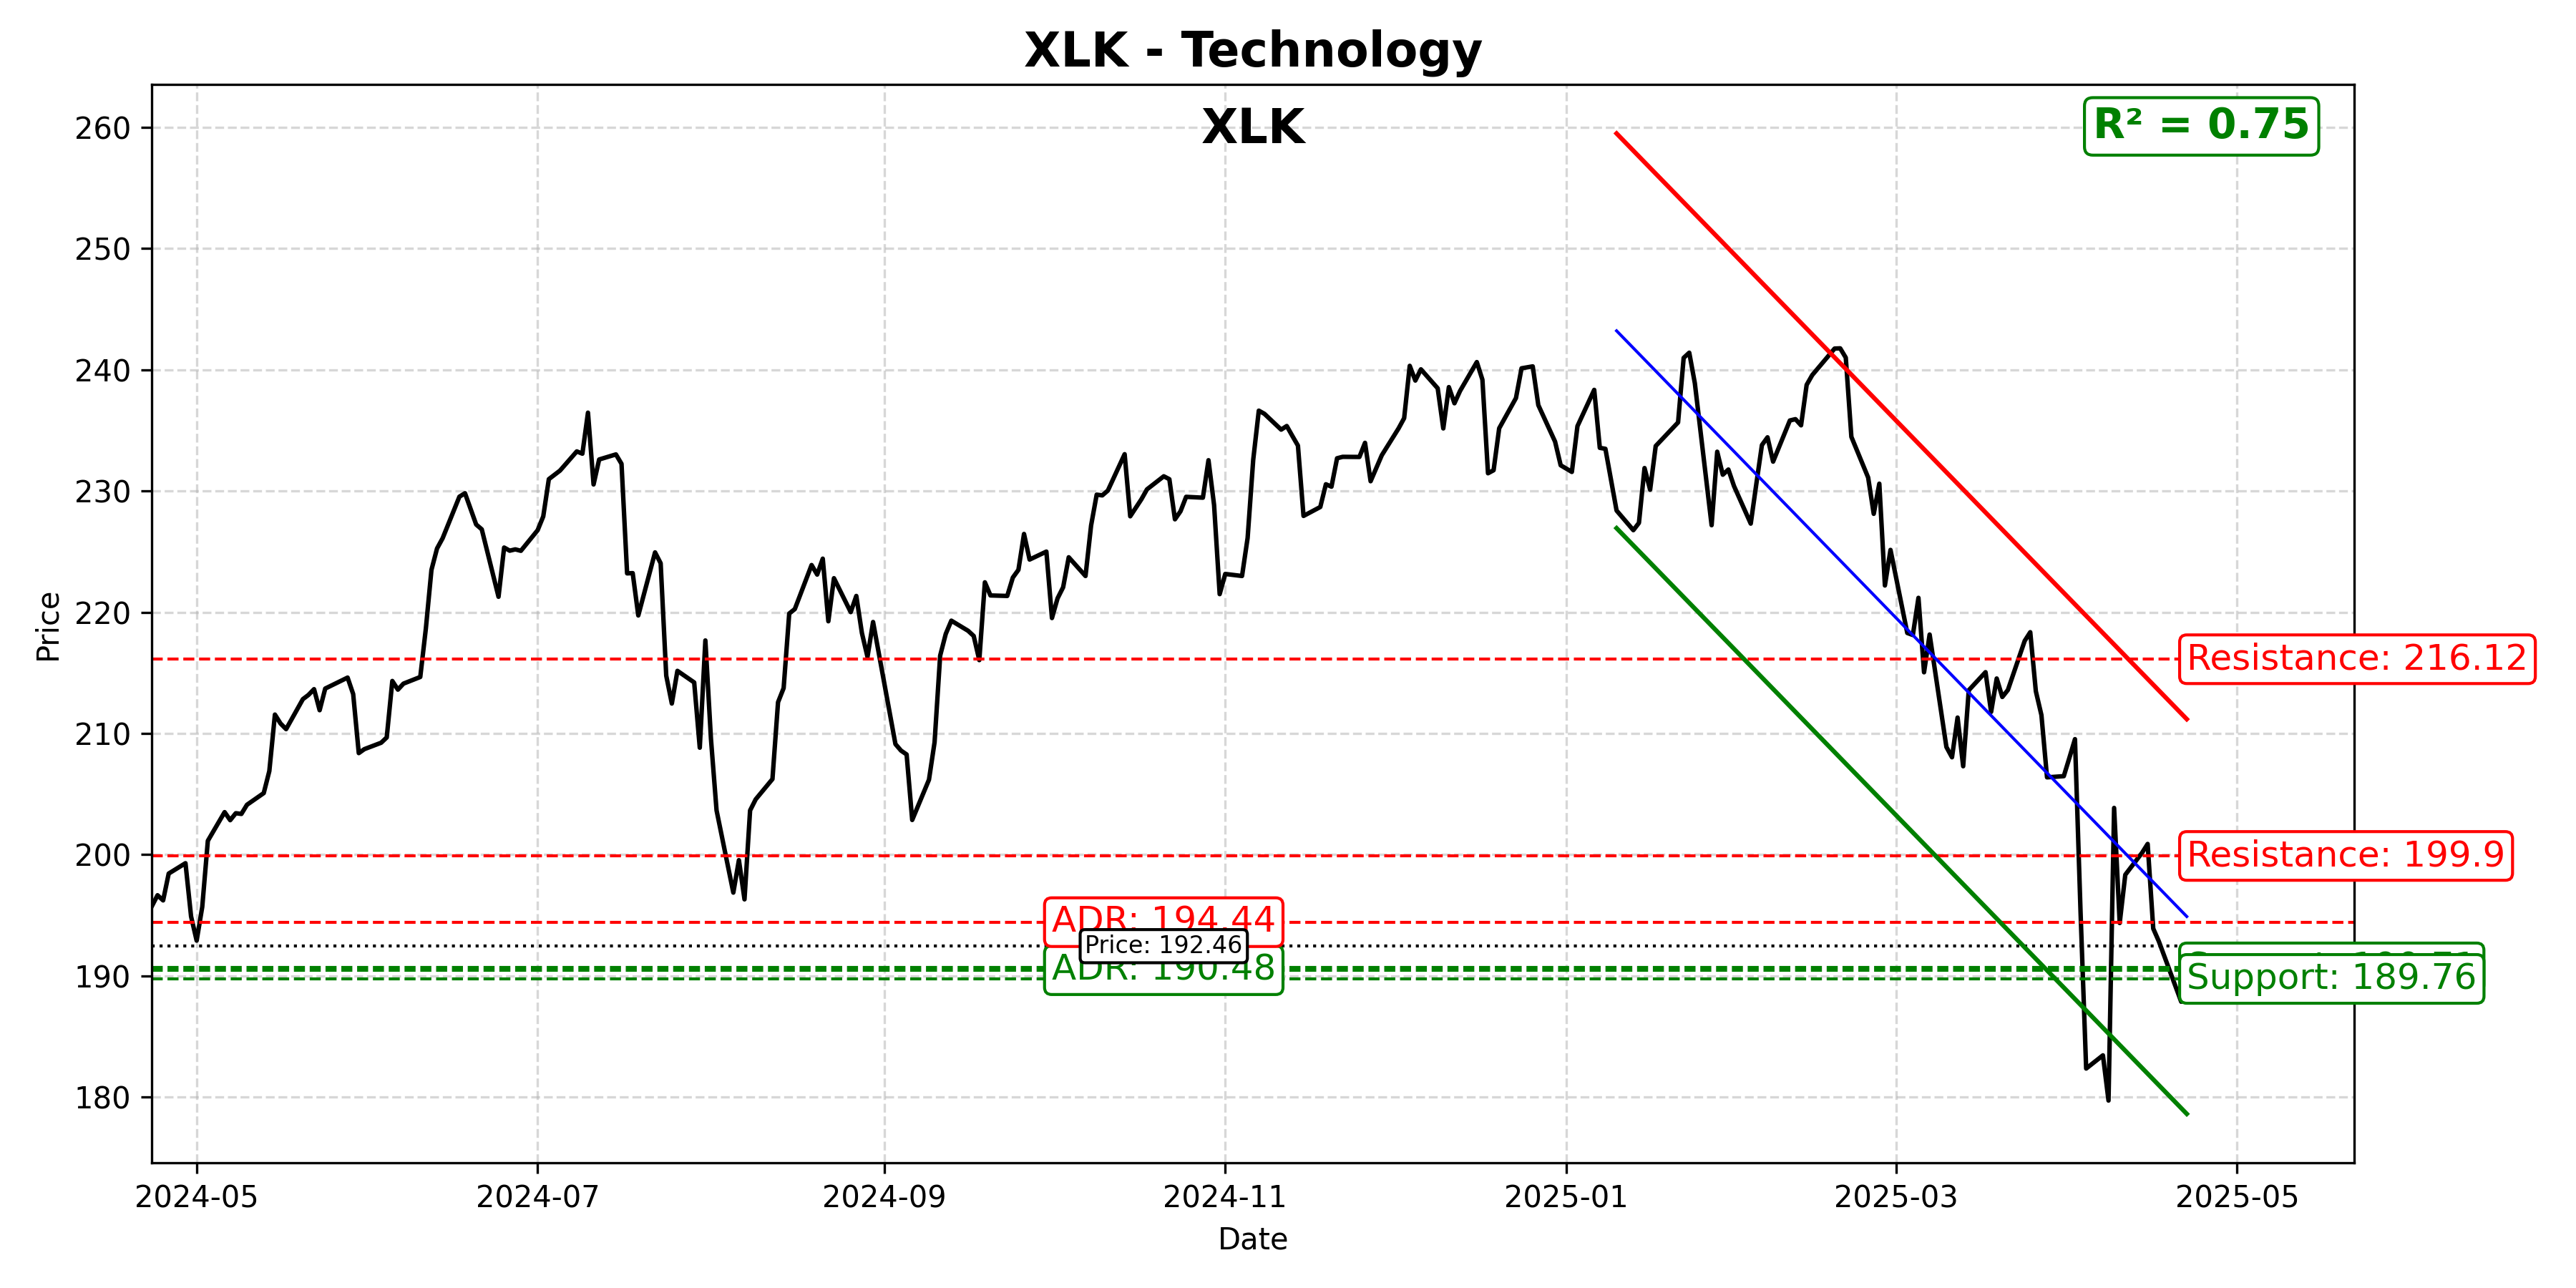 XLK - Technology
XLK
R² = 0.75
260
250
240
230
220
210
200
190
180
Price
Resistance: 216.12
Resistance: 199.9
ADR: 194.44
Price: 192.46
ADR: 190.48
Support: 189.76
2024-05
2024-07
2024-09
2024-11
2025-01
2025-03
2025-05
Date